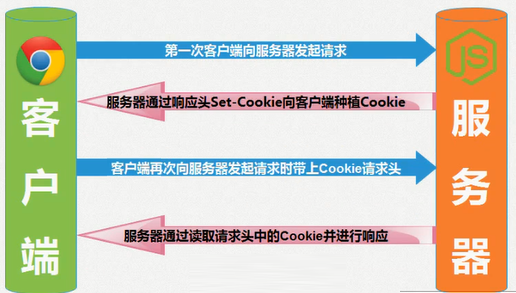 第一次客户端向服务器发起请求
服务器通过响应头Set-Cookie向客户端种植Cookie
客户端再次向服务器发起请求时带上Cookie请求头
服务器通过读取请求头中的Cookie并进行响应
客户端
JS
服务器